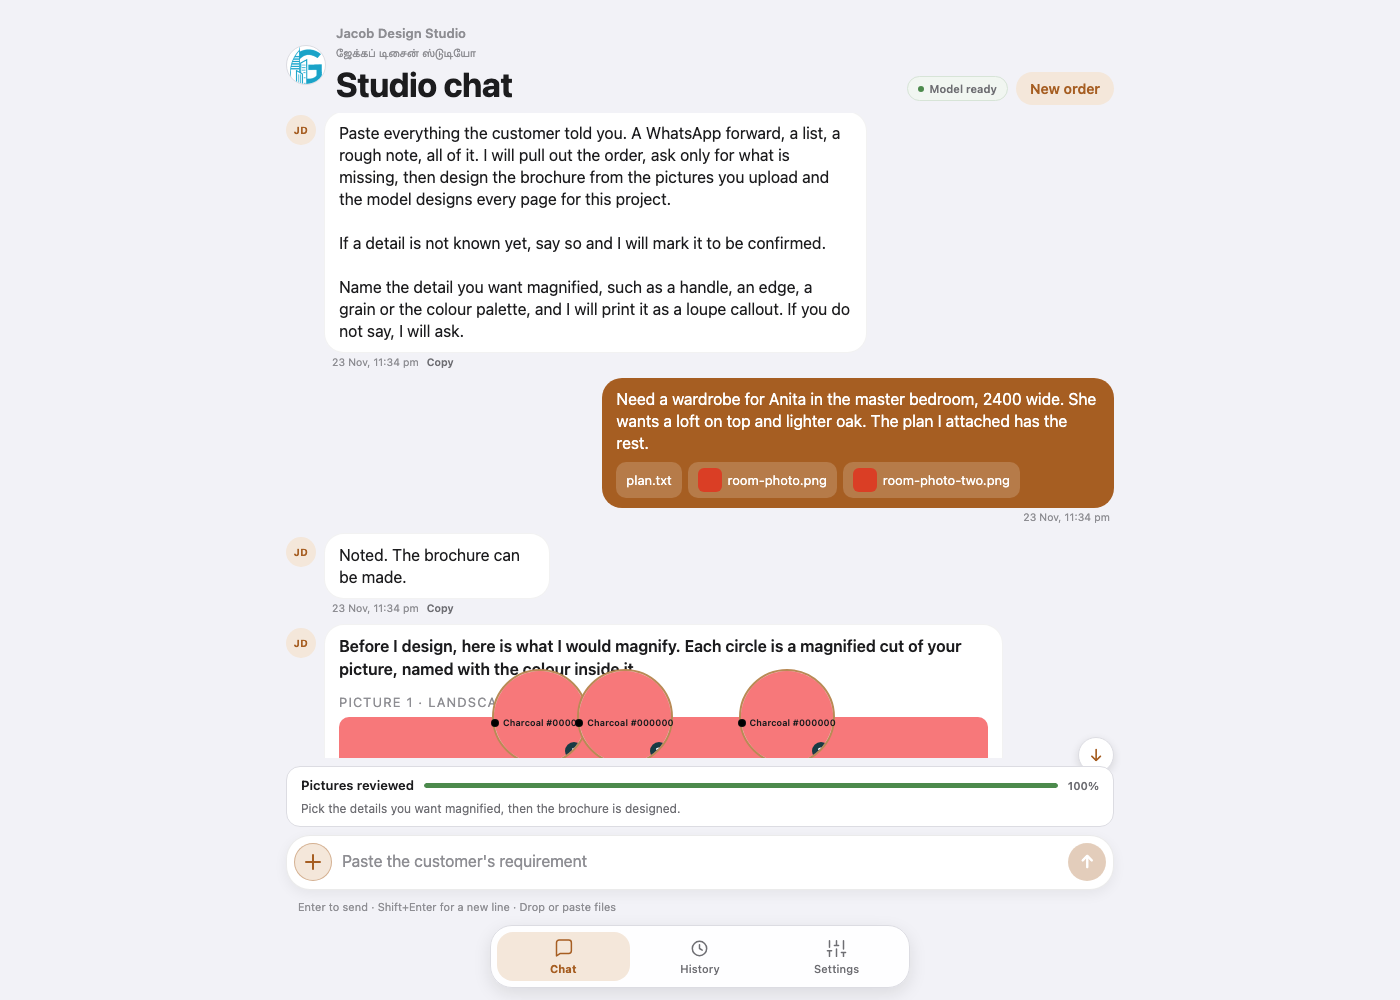 Jacob Design Studio
ஜேக்கப் டிசைன் ஸ்டுடியோ
Studio chat
Model ready
New order
JD
Paste everything the customer told you. A WhatsApp forward, a list, a
rough note, all of it. I will pull out the order, ask only for what is
missing, then design the brochure from the pictures you upload and
the model designs every page for this project.
If a detail is not known yet, say so and I will mark it to be confirmed.
Name the detail you want magnified, such as a handle, an edge, a
grain or the colour palette, and I will print it as a loupe callout. If you do
not say, I will ask.
23 Nov, 11:34 pm Copy
Need a wardrobe for Anita in the master bedroom, 2400 wide. She
wants a loft on top and lighter oak. The plan I attached has the
rest.
plan.txt room-photo.png room-photo-two.png
23 Nov, 11:34 pm
JD
Noted. The brochure can
be made.
23 Nov, 11:34 pm Copy
JD
Before I design, here is what I would magnify. Each circle is a magnified cut of your
picture, named with the colour inside it.
PICTURE 1 · LANDSCA
Charcoal #0000 Charcoal #000000 Charcoal #000000
Pictures reviewed 100%
Pick the details you want magnified, then the brochure is designed.
Paste the customer's requirement
Enter to send · Shift+Enter for a new line · Drop or paste files
Chat History Settings